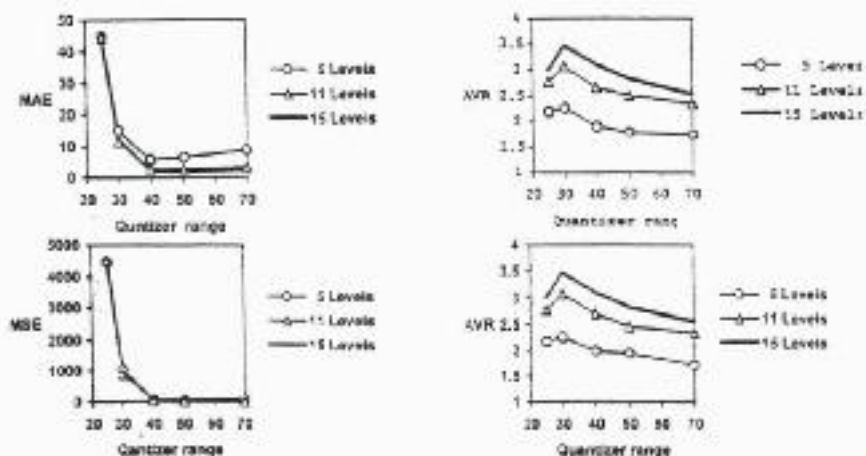 50
40
30
20
10
0
MAE
20 30 40 50 60 70
Quntizer range
5 Levels
11 Levels
15 Levels
4
3.5
3
2.5
2
1.5
1
AVR
20 30 40 50 60 70
Quantizer rang
5 Leves
11 Levels
15 Levels
5000
4000
3000
2000
1000
0
MSE
20 30 40 50 60 70
Qantizer range
5 Levels
11 Levels
15 Levels
4
3.5
3
2.5
2
1.5
1
AVR
20 30 40 50 60 70
Quantizer range
5 Levels
11 Levels
15 Levels